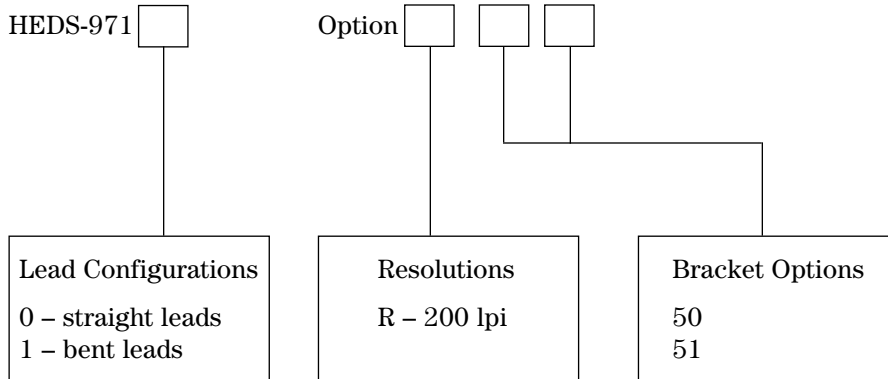 HEDS-971 Option
Lead Configurations
0 – straight leads
1 – bent leads
Resolutions
R – 200 lpi
Bracket Options
50
51